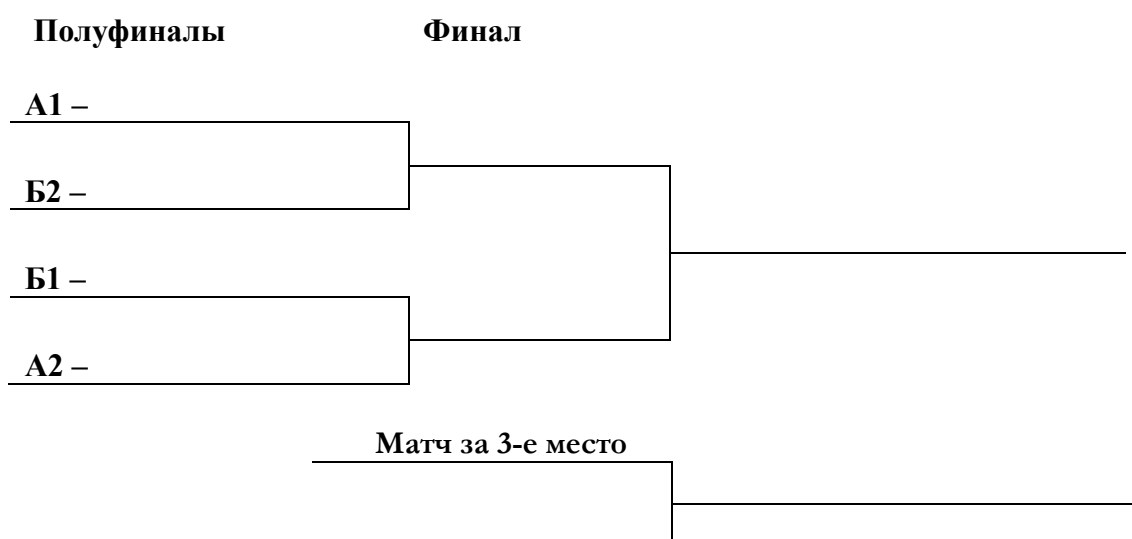 Полуфиналы Финал
А1 –
Б2 –
Б1 –
А2 –
Матч за 3-е место